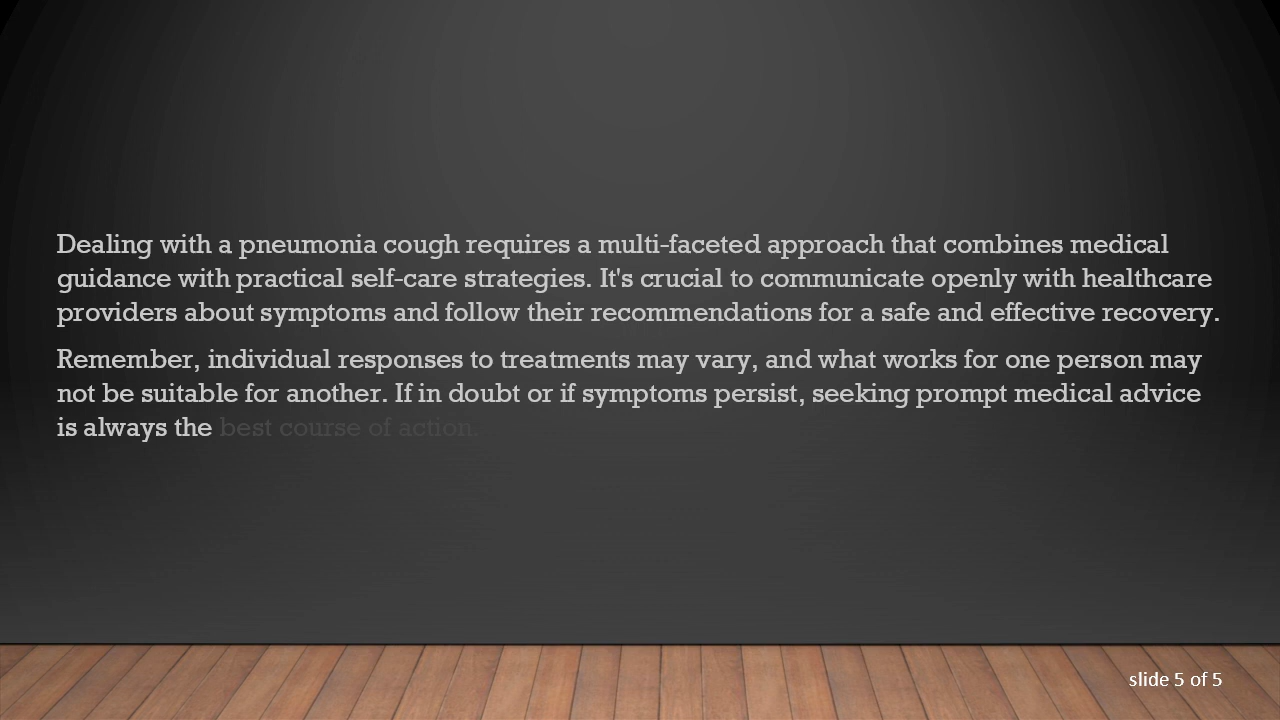 Dealing with a pneumonia cough requires a multi-faceted approach that combines medical
guidance with practical self-care strategies. It's crucial to communicate openly with healthcare
providers about symptoms and follow their recommendations for a safe and effective recovery.
Remember, individual responses to treatments may vary, and what works for one person may
not be suitable for another. If in doubt or if symptoms persist, seeking prompt medical advice
is always the best course of action.
slide 5 of 5